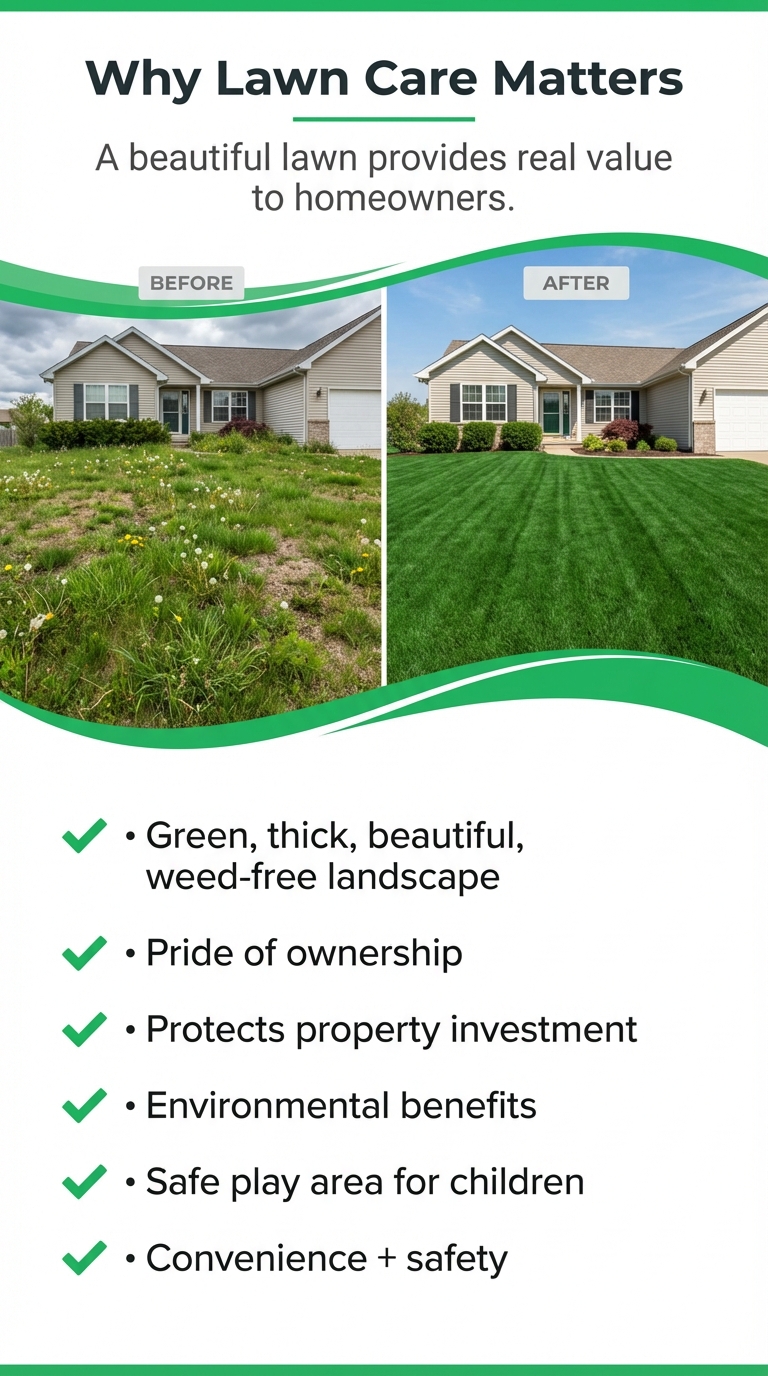 Why Lawn Care Matters
A beautiful lawn provides real value
to homeowners.
BEFORE
AFTER
• Green, thick, beautiful,
weed-free landscape
• Pride of ownership
• Protects property investment
• Environmental benefits
• Safe play area for children
• Convenience + safety